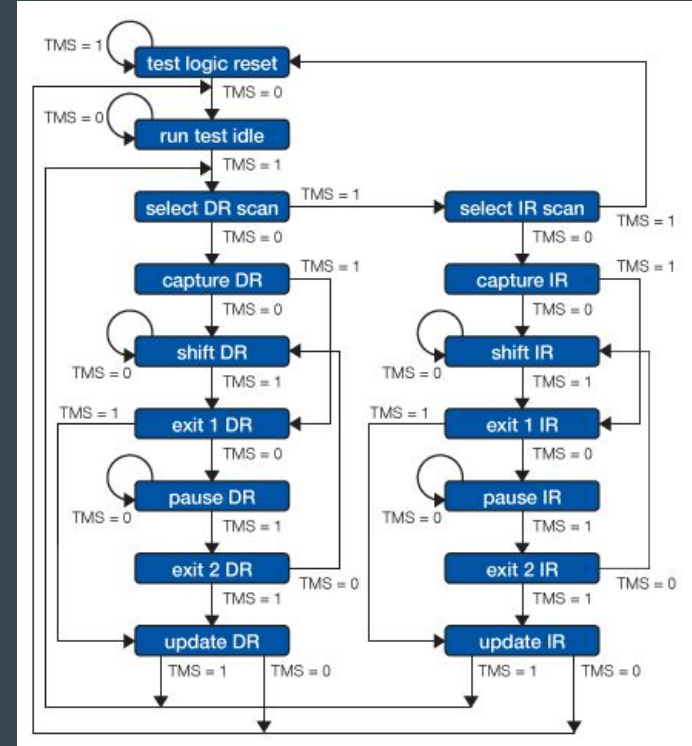 TMS = 1
test logic reset
TMS = 0
TMS = 0
run test idle
TMS = 1
select DR scan
TMS = 1
select IR scan
TMS = 1
TMS = 0
TMS = 0
capture DR
TMS = 1
capture IR
TMS = 1
TMS = 0
TMS = 0
shift DR
shift IR
TMS = 0
TMS = 1
TMS = 0
TMS = 1
TMS = 1
exit 1 DR
TMS = 1
exit 1 IR
TMS = 0
TMS = 0
pause DR
pause IR
TMS = 0
TMS = 1
TMS = 0
TMS = 1
exit 2 DR
TMS = 0
exit 2 IR
TMS = 0
TMS = 1
TMS = 1
update DR
update IR
TMS = 1
TMS = 0
TMS = 1
TMS = 0